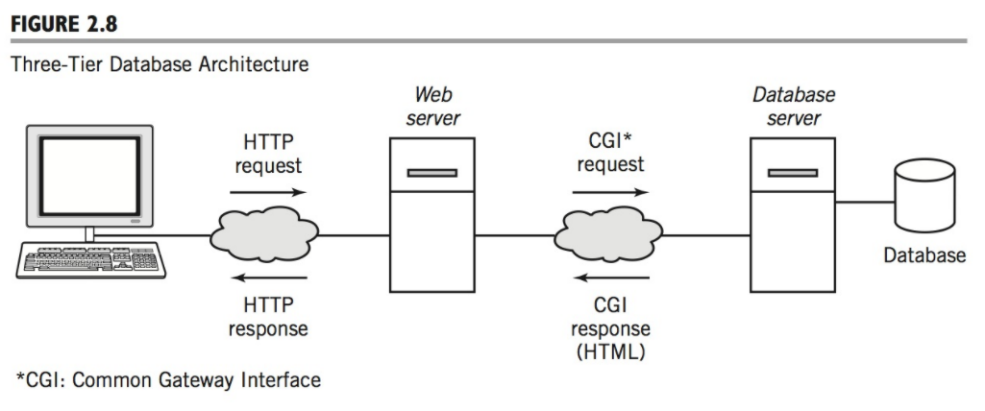 FIGURE 2.8
Three-Tier Database Architecture
Web
server
Database
server
HTTP
request
CGI*
request
HTTP
response
CGI
response
(HTML)
Database
*CGI: Common Gateway Interface